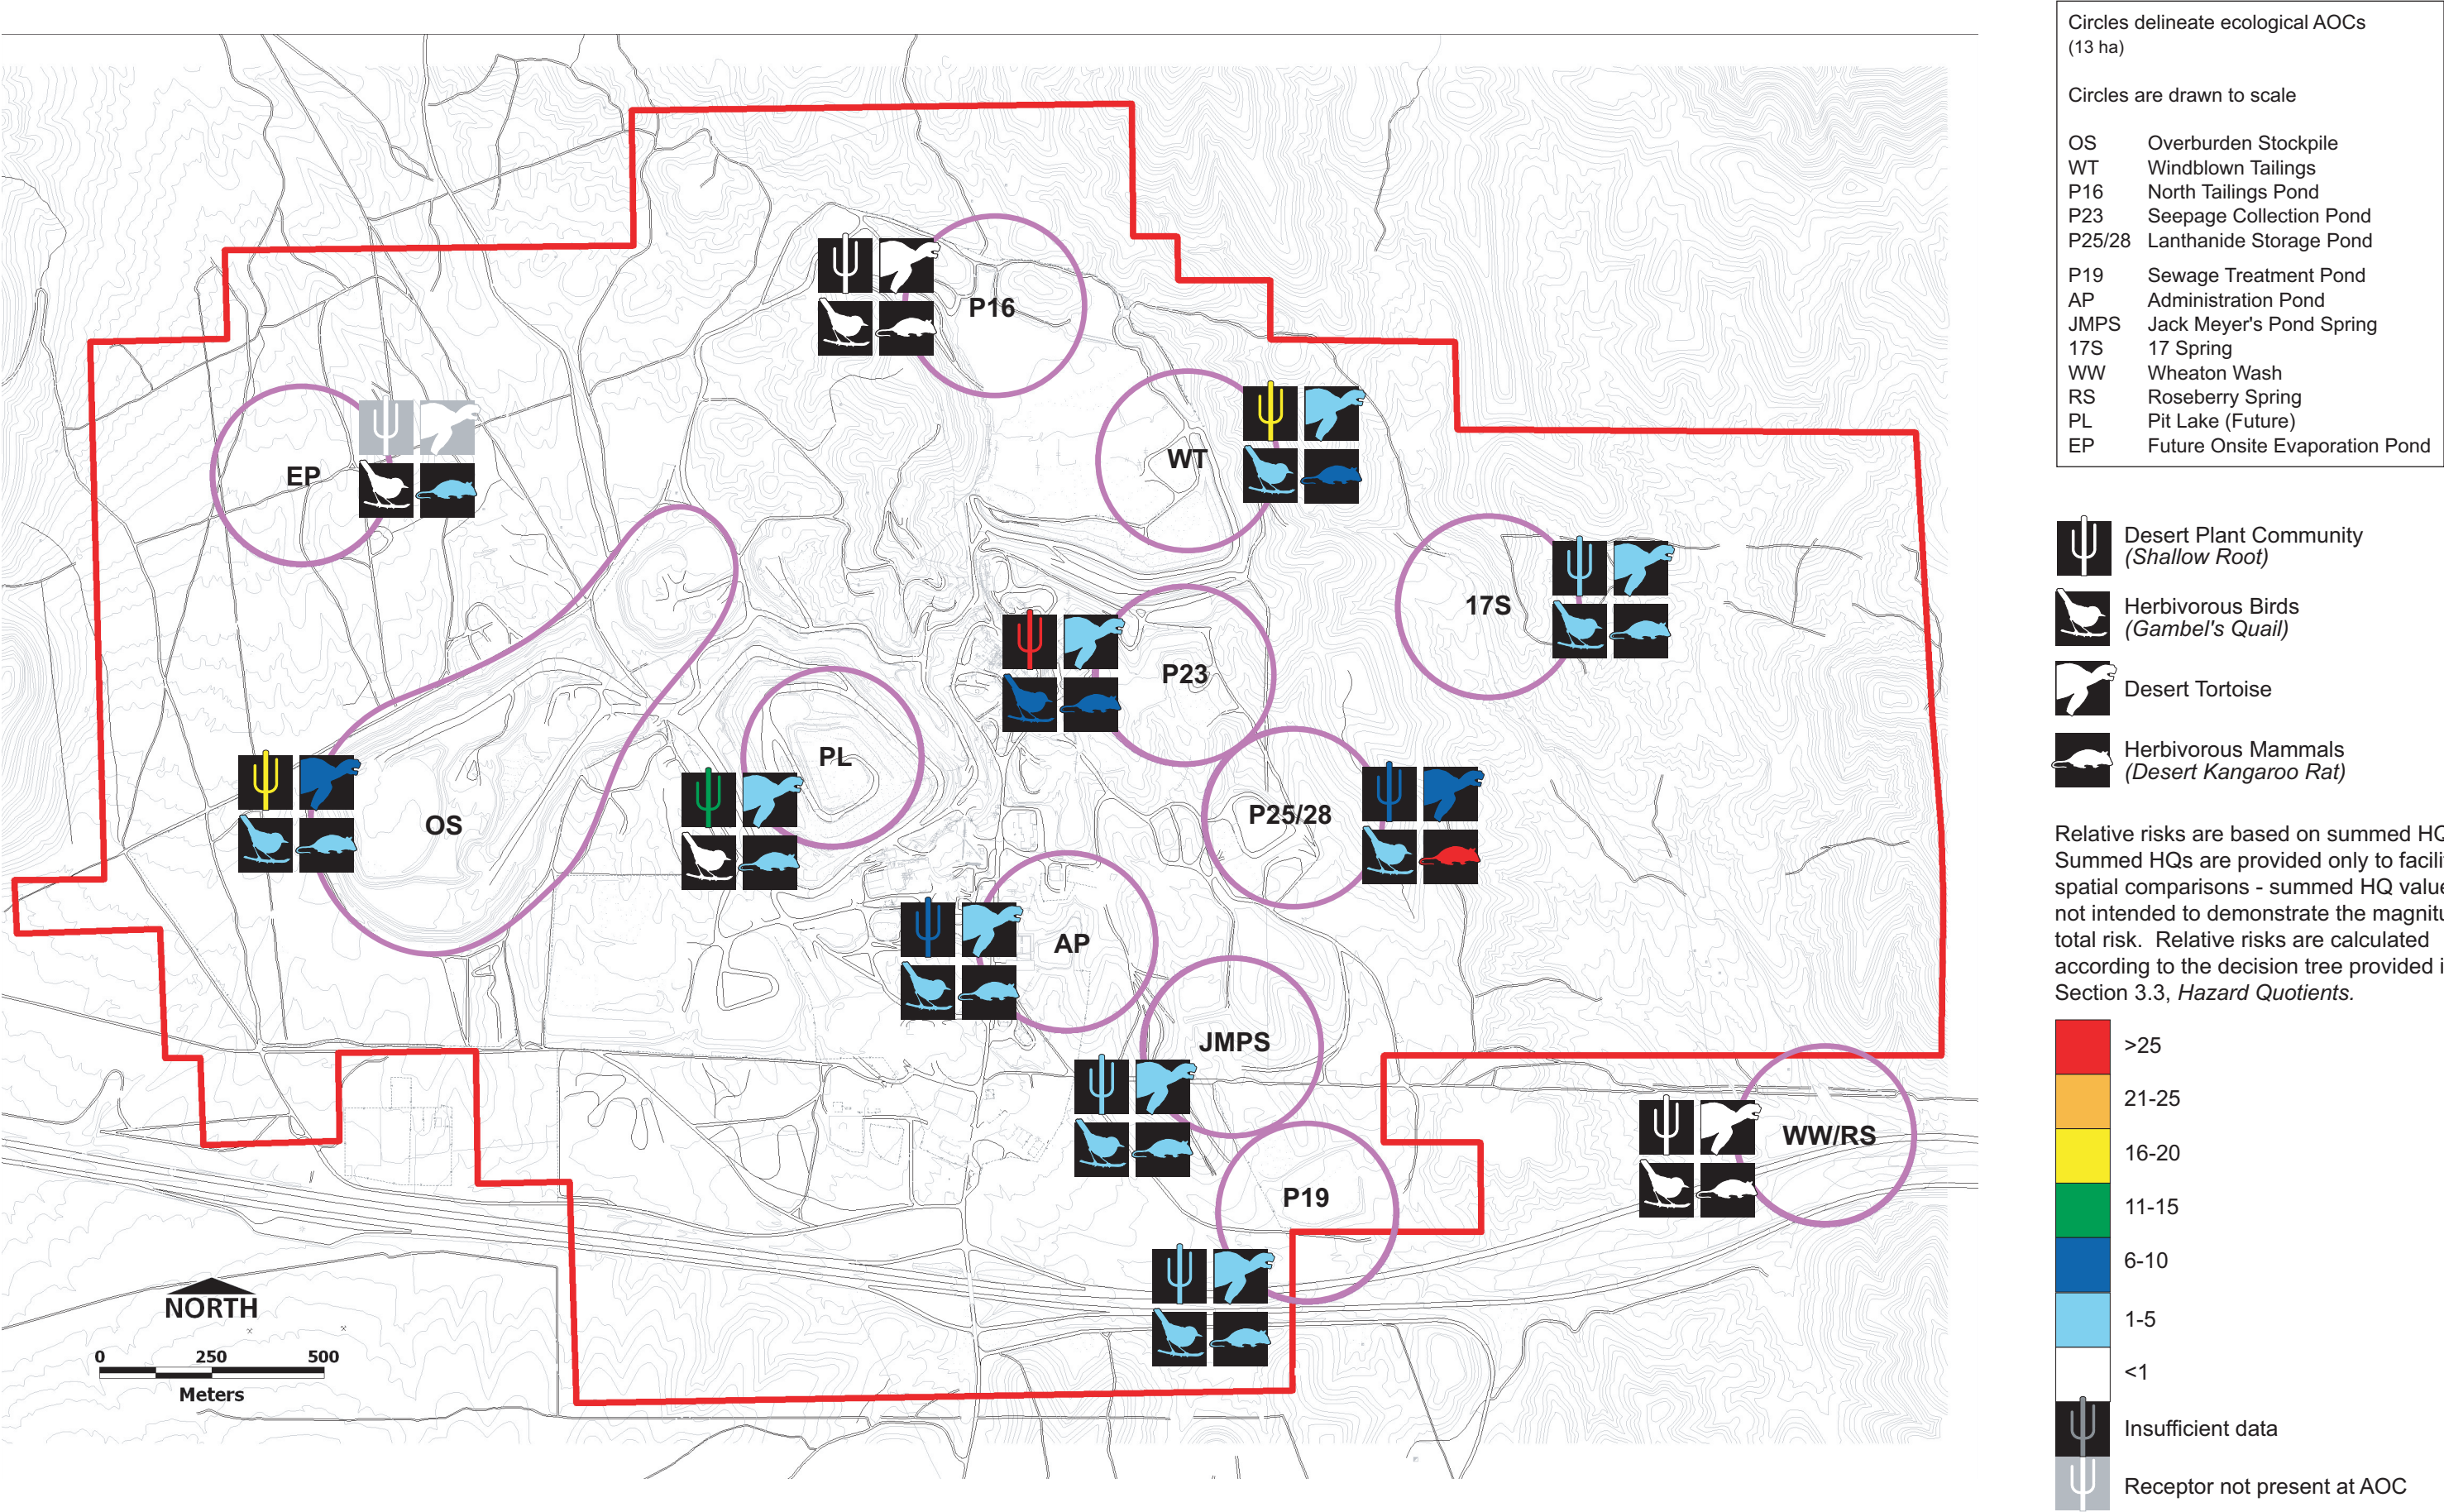 Circles delineate ecological AOCs
(13 ha)
Circles are drawn to scale
OS Overburden Stockpile
WT Windblown Tailings
P16 North Tailings Pond
P23 Seepage Collection Pond
P25/28 Lanthanide Storage Pond
P19 Sewage Treatment Pond
AP Administration Pond
JMPS Jack Meyer's Pond Spring
17S 17 Spring
WW Wheaton Wash
RS Roseberry Spring
PL Pit Lake (Future)
EP Future Onsite Evaporation Pond
Desert Plant Community
(Shallow Root)
Herbivorous Birds
(Gambel's Quail)
Desert Tortoise
Herbivorous Mammals
(Desert Kangaroo Rat)
Relative risks are based on summed HQ
Summed HQs are provided only to facili
spatial comparisons - summed HQ value
not intended to demonstrate the magnitu
total risk. Relative risks are calculated
according to the decision tree provided i
Section 3.3, Hazard Quotients.
>25
21-25
16-20
11-15
6-10
1-5
<1
Insufficient data
Receptor not present at AOC
P16
WT
EP
17S
P23
PL
P25/28
OS
AP
JMPS
WW/RS
P19
NORTH
0 250 500
Meters